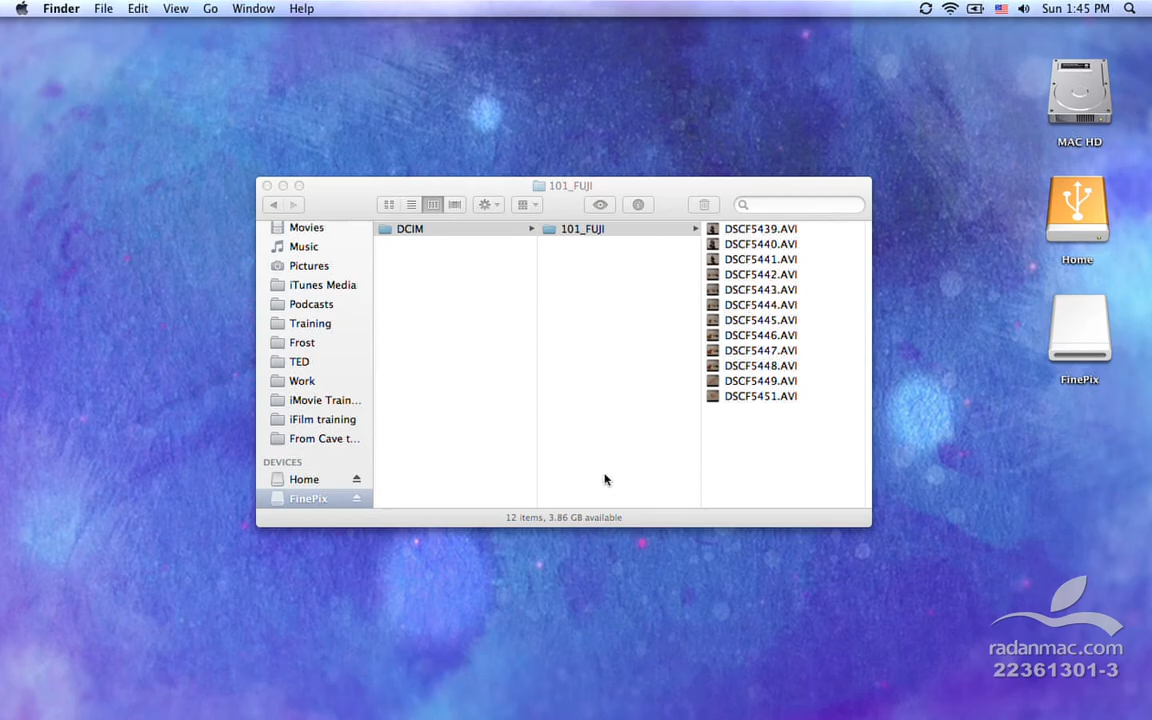 Finder File Edit View Go Window Help Sun 1:45 PM
MAC HD
Home
FinePix
101_FUJI
Movies
Music
Pictures
iTunes Media
Podcasts
Training
Frost
TED
Work
iMovie Train...
iFilm training
From Cave t...
DEVICES
Home
FinePix
DCIM
101_FUJI
DSCF5439.AVI
DSCF5440.AVI
DSCF5441.AVI
DSCF5442.AVI
DSCF5443.AVI
DSCF5444.AVI
DSCF5445.AVI
DSCF5446.AVI
DSCF5447.AVI
DSCF5448.AVI
DSCF5449.AVI
DSCF5451.AVI
12 items, 3.86 GB available
radanmac.com
22361301-3